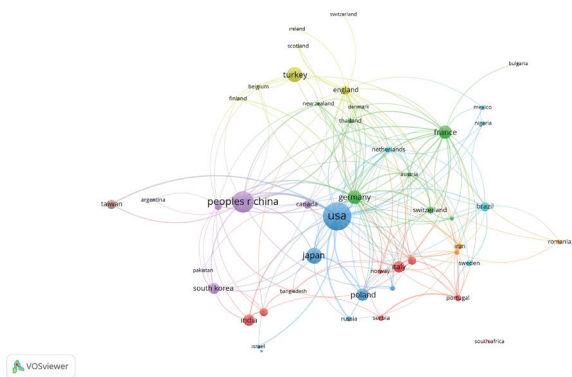 switzerland
ireland
scotland
bulgaria
turkey
belgium
england
finland
new zealand
denmark
mexico
thailand
nigeria
france
netherlands
austria
germany
peoples r china
argentina
taiwan
canada
brazil
switzerland
usa
romania
iran
japan
sweden
pakistan
norway
italy
south korea
bangladesh
poland
portugal
india
russia
serbia
south africa
israel
VOSviewer